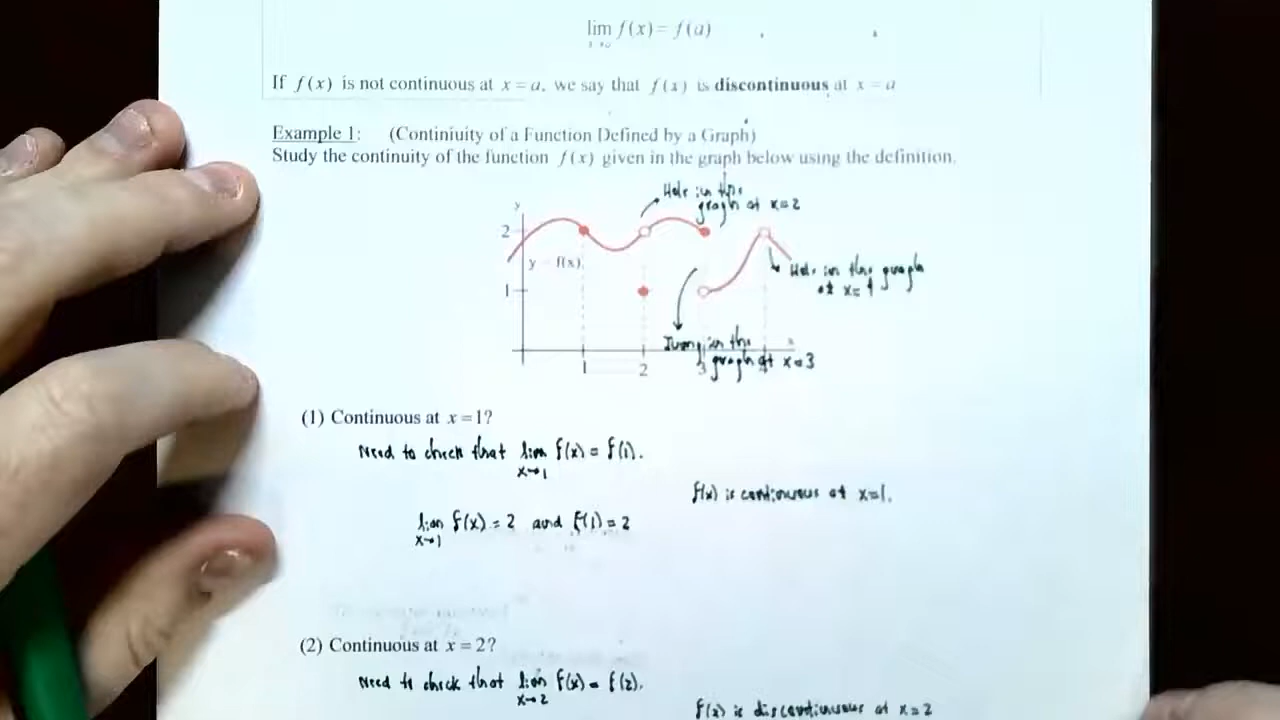 lim f(x) = f(a)
x→a
If f(x) is not continuous at x = a, we say that f(x) is discontinuous at x = a
Example 1: (Continiuity of a Function Defined by a Graph)
Study the continuity of the function f(x) given in the graph below using the definition.
Hole in the
graph at x=2
y
2
y = f(x)
Hole in the graph
at x=4
1
Jump in the
graph at x=3
x
1 2 3 4
(1) Continuous at x = 1?
Need to check that lim f(x) = f(1).
x→1
f(x) is continuous at x=1.
lim f(x) = 2 and f(1) = 2
x→1
(2) Continuous at x = 2?
Need to check that lim f(x) = f(2).
x→2
f(x) is discontinuous at x=2